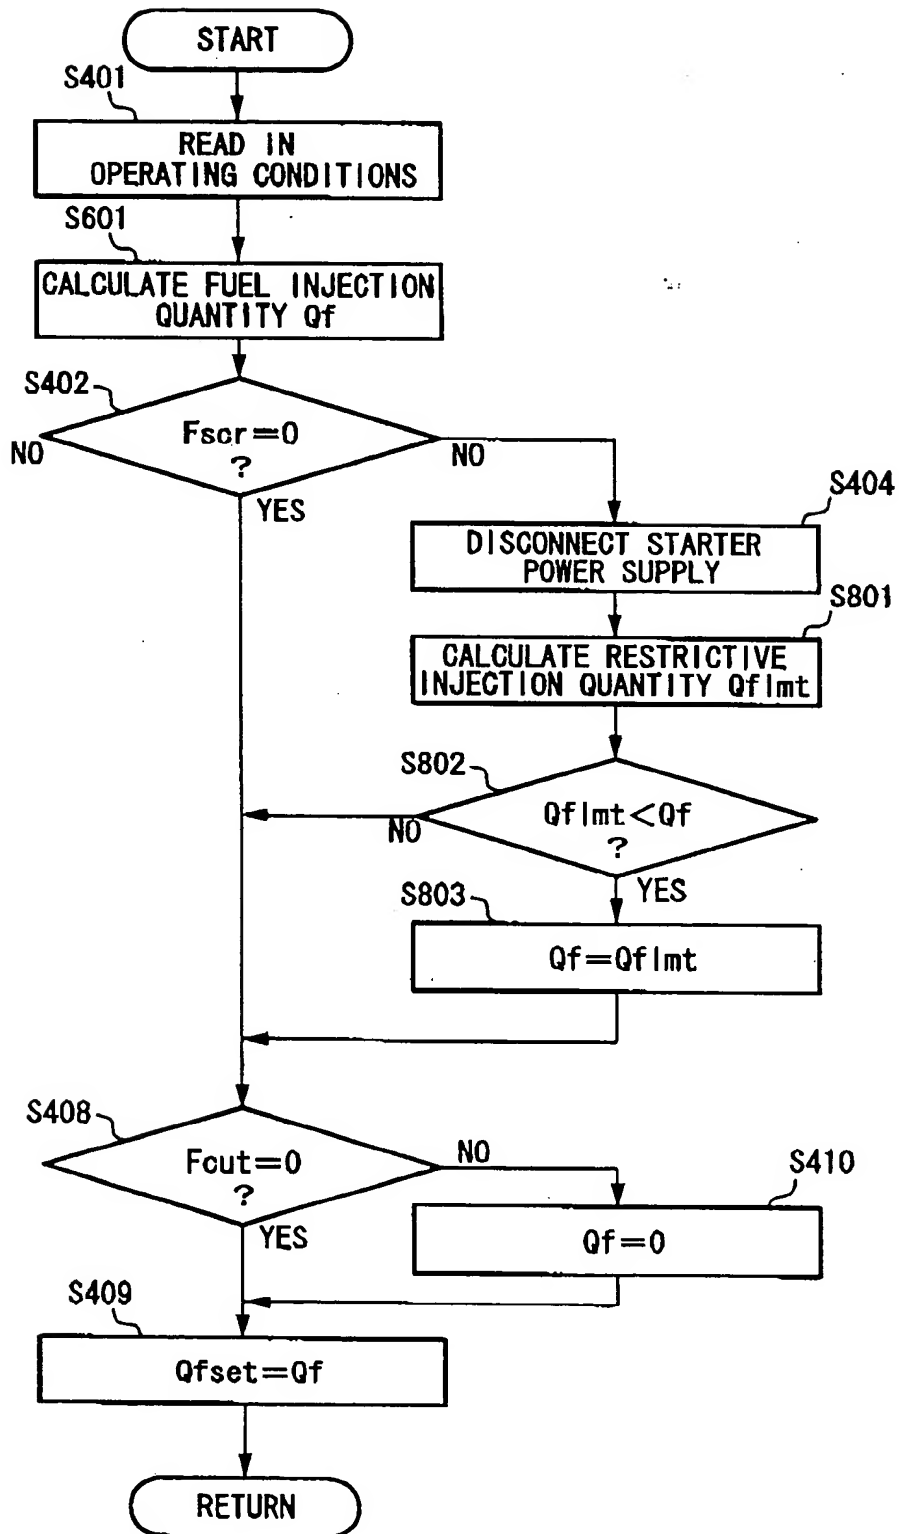 START
S401
READ IN
OPERATING CONDITIONS
S601
CALCULATE FUEL INJECTION
QUANTITY Qf
S402
Fscr=0
?
NO
NO
YES
S404
DISCONNECT STARTER
POWER SUPPLY
S801
CALCULATE RESTRICTIVE
INJECTION QUANTITY Qflmt
S802
Qflmt<Qf
?
NO
YES
S803
Qf=Qflmt
S408
Fcut=0
?
NO
YES
S410
Qf=0
S409
Qfset=Qf
RETURN